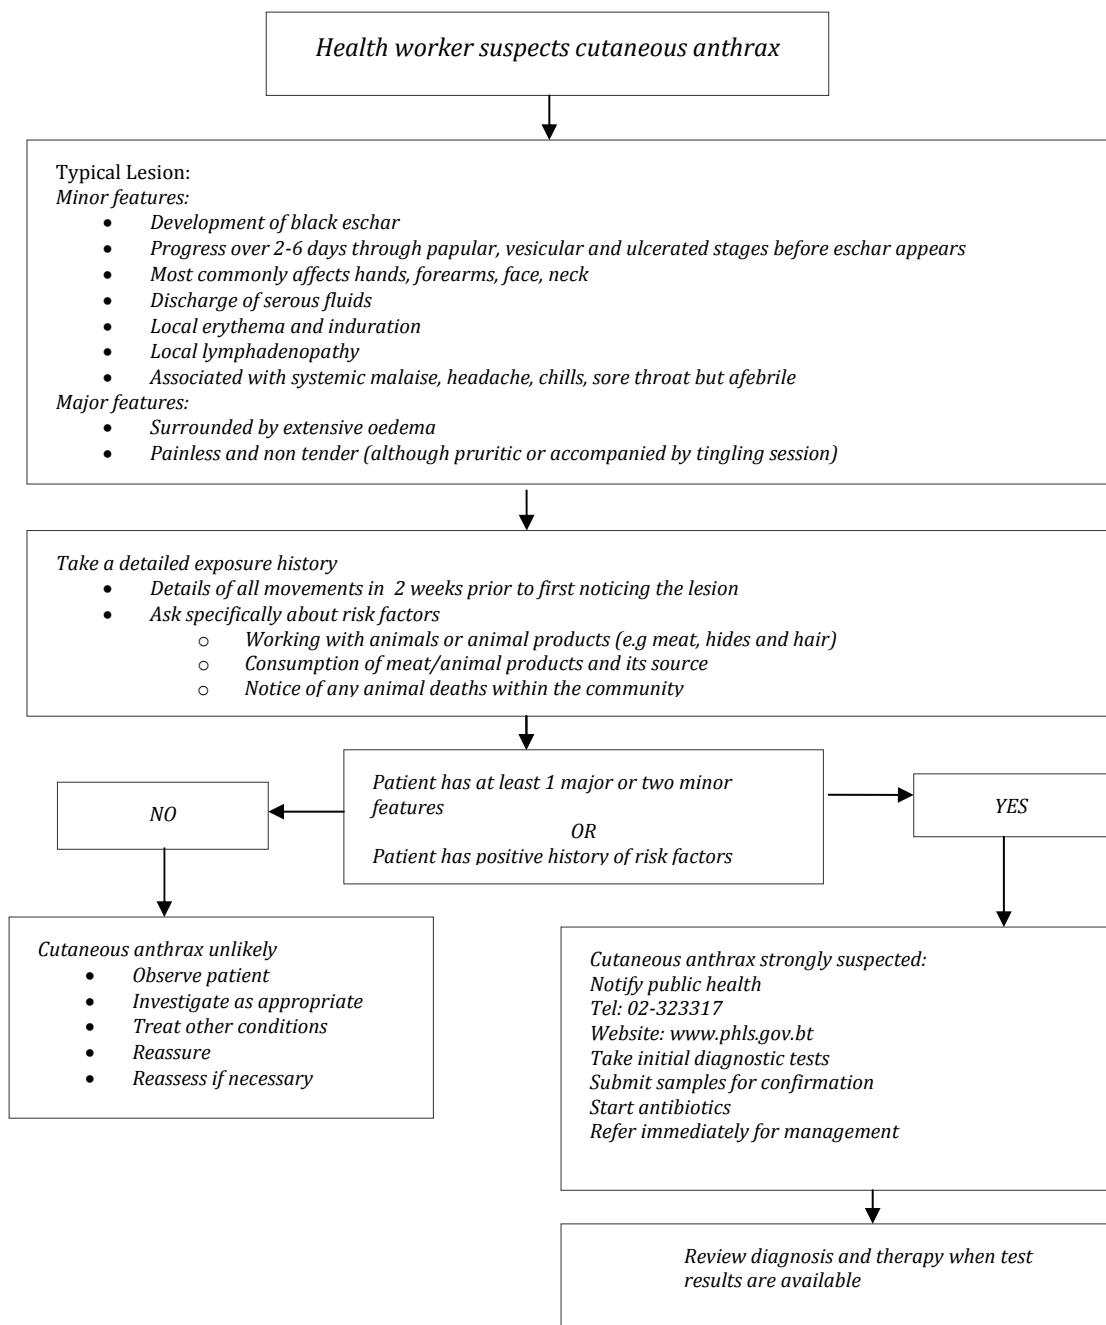 Health worker suspects cutaneous anthrax
Typical Lesion:
Minor features:
• Development of black eschar
• Progress over 2-6 days through papular, vesicular and ulcerated stages before eschar appears
• Most commonly affects hands, forearms, face, neck
• Discharge of serous fluids
• Local erythema and induration
• Local lymphadenopathy
• Associated with systemic malaise, headache, chills, sore throat but afebrile
Major features:
• Surrounded by extensive oedema
• Painless and non tender (although pruritic or accompanied by tingling session)
Take a detailed exposure history
• Details of all movements in 2 weeks prior to first noticing the lesion
• Ask specifically about risk factors
o Working with animals or animal products (e.g meat, hides and hair)
o Consumption of meat/animal products and its source
o Notice of any animal deaths within the community
Patient has at least 1 major or two minor
features
OR
Patient has positive history of risk factors
NO
YES
Cutaneous anthrax unlikely
• Observe patient
• Investigate as appropriate
• Treat other conditions
• Reassure
• Reassess if necessary
Cutaneous anthrax strongly suspected:
Notify public health
Tel: 02-323317
Website: www.phls.gov.bt
Take initial diagnostic tests
Submit samples for confirmation
Start antibiotics
Refer immediately for management
Review diagnosis and therapy when test
results are available